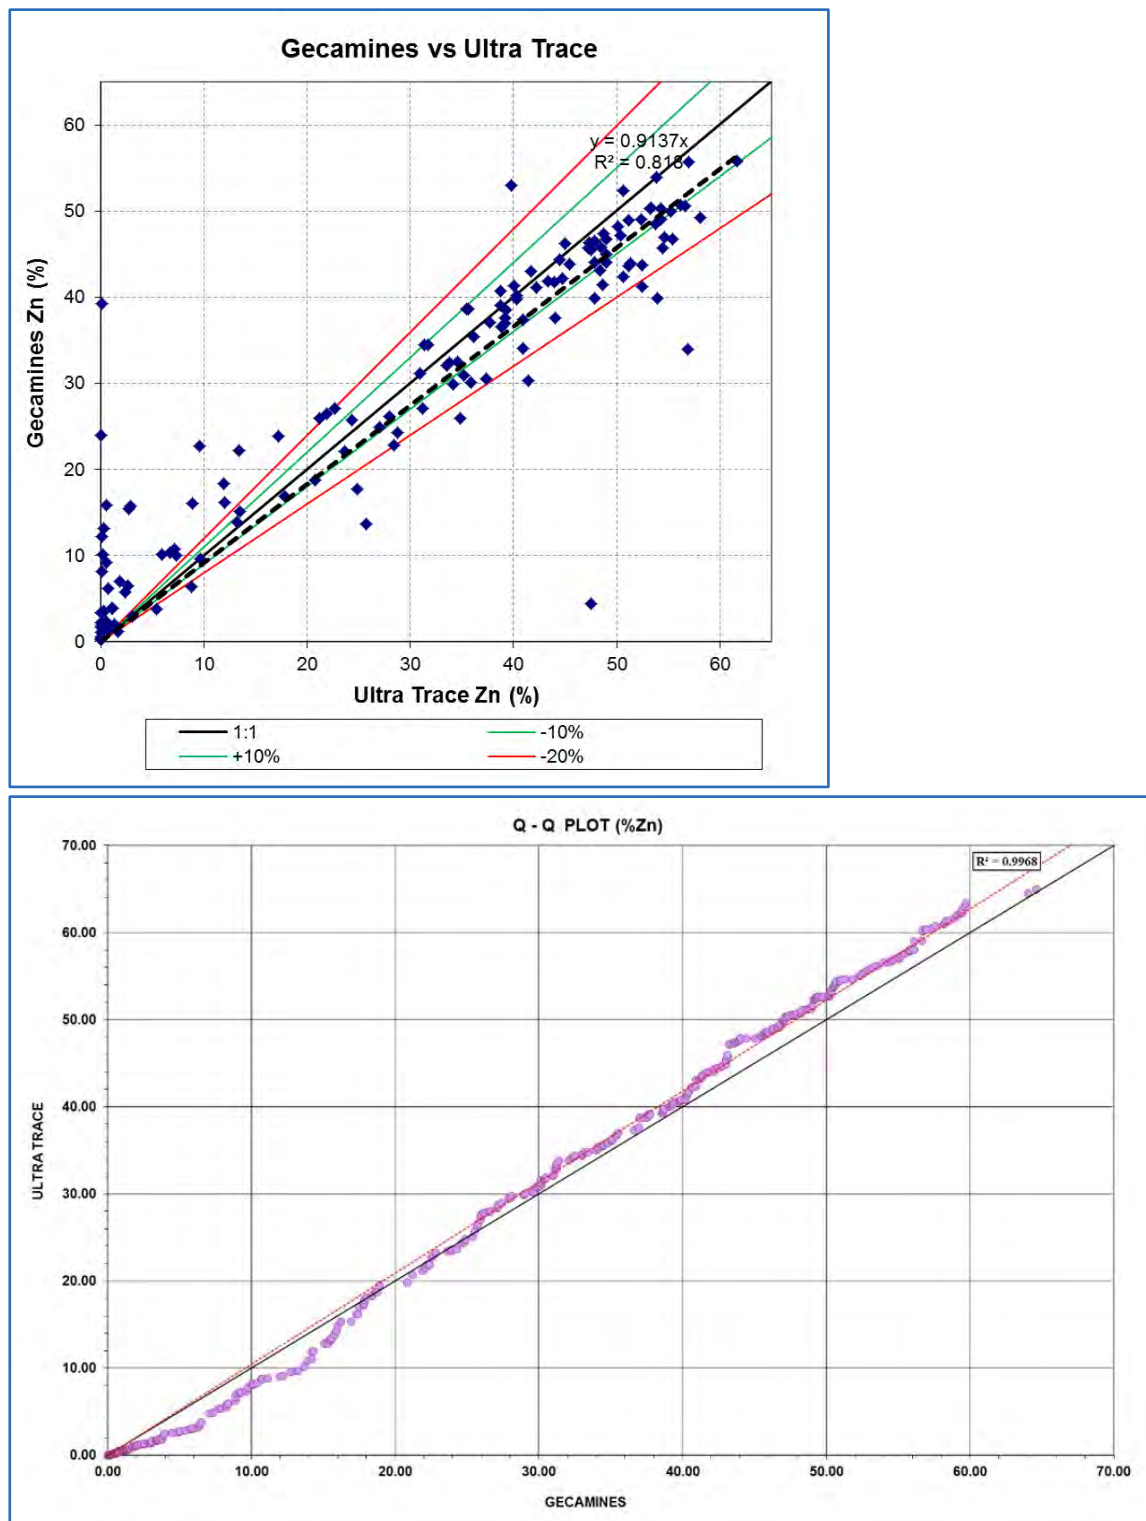 Gecamines vs Ultra Trace
60
50
40
30
20
10
0
y = 0.9137x
R² = 0.818
Gecamines Zn (%)
0 10 20 30 40 50 60
Ultra Trace Zn (%)
1:1 -10%
+10% -20%
Q - Q PLOT (%Zn)
70.00
60.00
50.00
40.00
30.00
20.00
10.00
0.00
R² = 0.9968
ULTRA TRACE
0.00 10.00 20.00 30.00 40.00 50.00 60.00 70.00
GECAMINES